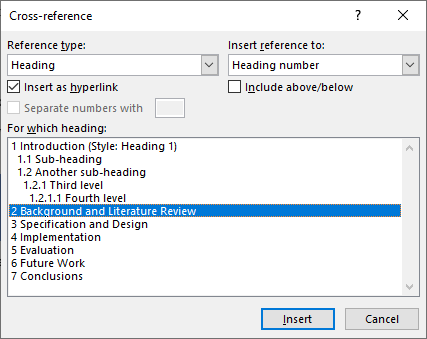 Cross-reference
Reference type:
Insert reference to:
Heading
Heading number
Insert as hyperlink
Include above/below
Separate numbers with
For which heading:
1 Introduction (Style: Heading 1)
1.1 Sub-heading
1.2 Another sub-heading
1.2.1 Third level
1.2.1.1 Fourth level
2 Background and Literature Review
3 Specification and Design
4 Implementation
5 Evaluation
6 Future Work
7 Conclusions
Insert
Cancel